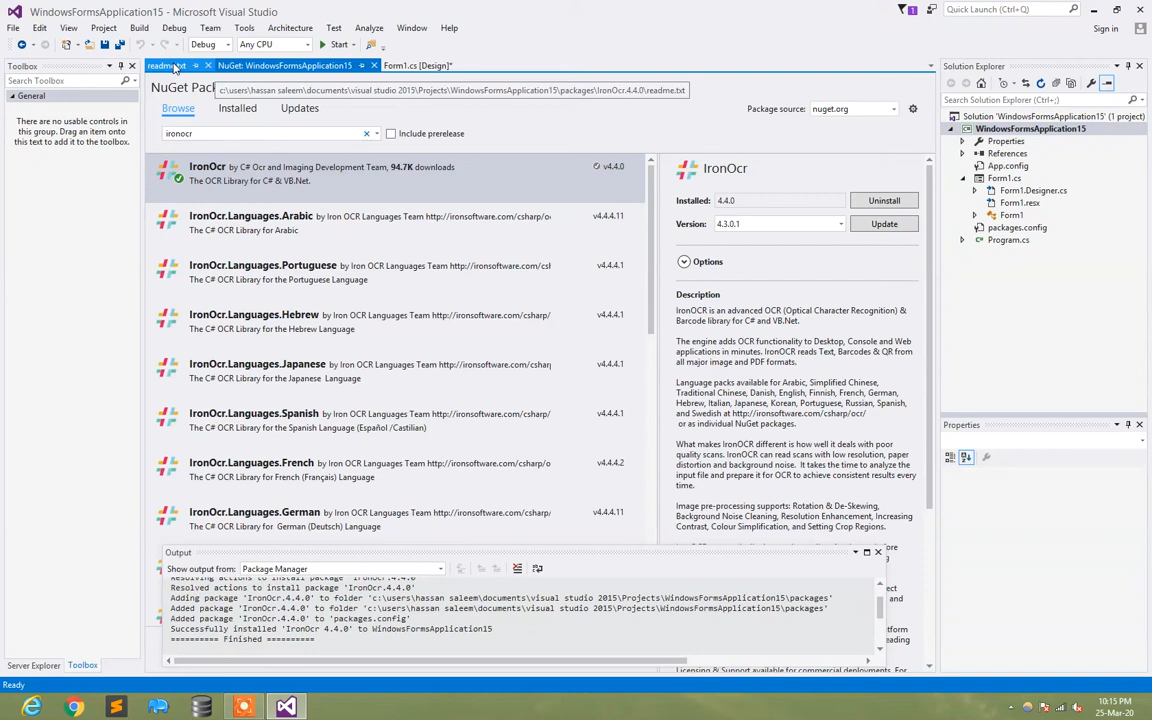 WindowsFormsApplication15 - Microsoft Visual Studio
Quick Launch (Ctrl+Q)
File Edit View Project Build Debug Team Tools Architecture Test Analyze Window Help
Sign in
Debug Any CPU Start
Toolbox
Search Toolbox
General
There are no usable controls in
this group. Drag an item onto
this text to add it to the toolbox.
readme.txt
NuGet: WindowsFormsApplication15
Form1.cs [Design]*
c:\users\hassan saleem\documents\visual studio 2015\Projects\WindowsFormsApplication15\packages\IronOcr.4.4.0\readme.txt
Browse Installed Updates
Package source: nuget.org
ironocr
Include prerelease
IronOcr by C# Ocr and Imaging Development Team, 94.7K downloads v4.4.0
The OCR Library for C# & VB.Net.
IronOcr.Languages.Arabic by Iron OCR Languages Team http://ironsoftware.com/csharp/oc v4.4.4.11
The C# OCR Library for Arabic
IronOcr.Languages.Portuguese by Iron OCR Languages Team http://ironsoftware.com/csl v4.4.4.1
The C# OCR Library for the Portuguese Language
IronOcr.Languages.Hebrew by Iron OCR Languages Team http://ironsoftware.com/csharp v4.4.4.1
The C# OCR Library for the Hebrew Language
IronOcr.Languages.Japanese by Iron OCR Languages Team http://ironsoftware.com/cshar v4.4.4.1
The C# OCR Library for the Japanese Language
IronOcr.Languages.Spanish by Iron OCR Languages Team http://ironsoftware.com/csharp v4.4.4.1
The C# OCR Library for the Spanish Language (Español /Castilian)
IronOcr.Languages.French by Iron OCR Languages Team http://ironsoftware.com/csharp/o v4.4.4.2
The C# OCR Library for French (Français) Language
IronOcr.Languages.German by Iron OCR Languages Team http://ironsoftware.com/csharp v4.4.4.11
The C# OCR Library for German (Deutsch) Language
IronOcr
Installed: 4.4.0 Uninstall
Version: 4.3.0.1 Update
Options
Description
IronOCR is an advanced OCR (Optical Character Recognition) &
Barcode library for C# and VB.Net.
The engine adds OCR functionality to Desktop, Console and Web
applications in minutes. IronOCR reads Text, Barcodes & QR from
all major image and PDF formats.
Language packs available for Arabic, Simplified Chinese,
Traditional Chinese, Danish, English, Finnish, French, German,
Hebrew, Italian, Japanese, Korean, Portuguese, Russian, Spanish,
and Swedish at http://ironsoftware.com/csharp/ocr/
or as individual NuGet packages.
What makes IronOCR different is how well it deals with poor
quality scans. IronOCR can read scans with low resolution, paper
distortion and background noise. It takes the time to analyze the
input file and prepare it for OCR to achieve consistent results every
time.
Image pre-processing supports: Rotation & De-Skewing,
Background Noise Cleaning, Resolution Enhancement, Increasing
Contrast, Colour Simplification, and Setting Crop Regions.
Output
Show output from: Package Manager
Resolving actions to install package 'IronOcr.4.4.0'
Resolved actions to install package 'IronOcr.4.4.0'
Adding package 'IronOcr.4.4.0' to folder 'c:\users\hassan saleem\documents\visual studio 2015\Projects\WindowsFormsApplication15\packages'
Added package 'IronOcr.4.4.0' to folder 'c:\users\hassan saleem\documents\visual studio 2015\Projects\WindowsFormsApplication15\packages'
Added package 'IronOcr.4.4.0' to 'packages.config'
Successfully installed 'IronOcr 4.4.0' to WindowsFormsApplication15
========== Finished ==========
Solution Explorer
Search Solution Explorer (Ctrl+;)
Solution 'WindowsFormsApplication15' (1 project)
WindowsFormsApplication15
Properties
References
App.config
Form1.cs
Form1.Designer.cs
Form1.resx
Form1
packages.config
Program.cs
Properties
Server Explorer Toolbox
Ready
10:15 PM
25-Mar-20